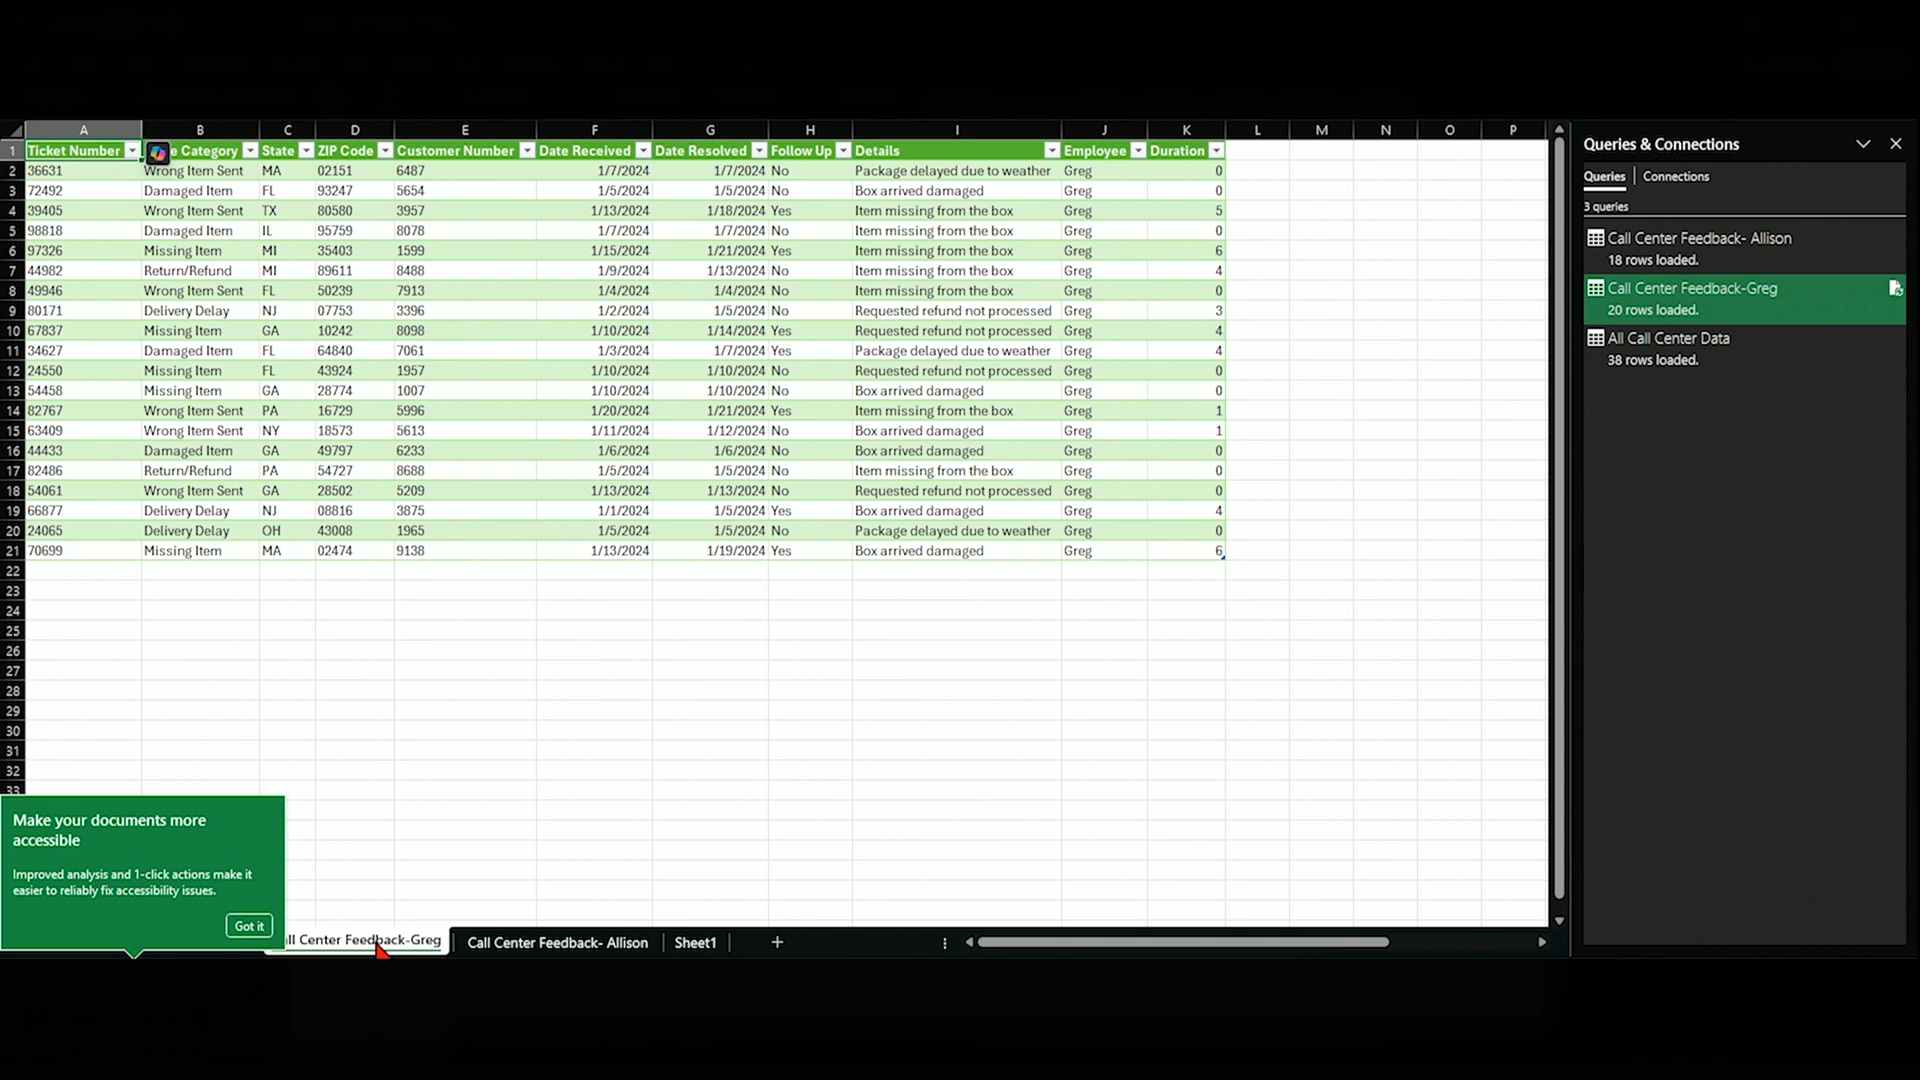 A B C D E F G H I J K L M N O P
1 Ticket Number Category State ZIP Code Customer Number Date Received Date Resolved Follow Up Details Employee Duration
2 36631 Wrong Item Sent MA 02151 6487 1/7/2024 1/7/2024 No Package delayed due to weather Greg 0
3 72492 Damaged Item FL 93247 5654 1/5/2024 1/5/2024 No Box arrived damaged Greg 0
4 39405 Wrong Item Sent TX 80580 3957 1/13/2024 1/18/2024 Yes Item missing from the box Greg 5
5 98818 Damaged Item IL 95759 8078 1/7/2024 1/7/2024 No Item missing from the box Greg 0
6 97326 Missing Item MI 35403 1599 1/15/2024 1/21/2024 Yes Item missing from the box Greg 6
7 44982 Return/Refund MI 89611 8488 1/9/2024 1/13/2024 No Item missing from the box Greg 4
8 49946 Wrong Item Sent FL 50239 7913 1/4/2024 1/4/2024 No Item missing from the box Greg 0
9 80171 Delivery Delay NJ 07753 3396 1/2/2024 1/5/2024 No Requested refund not processed Greg 3
10 67837 Missing Item GA 10242 8098 1/10/2024 1/14/2024 Yes Requested refund not processed Greg 4
11 34627 Damaged Item FL 64840 7061 1/3/2024 1/7/2024 Yes Package delayed due to weather Greg 4
12 24550 Missing Item FL 43924 1957 1/10/2024 1/10/2024 No Requested refund not processed Greg 0
13 54458 Missing Item GA 28774 1007 1/10/2024 1/10/2024 No Box arrived damaged Greg 0
14 82767 Wrong Item Sent PA 16729 5996 1/20/2024 1/21/2024 Yes Item missing from the box Greg 1
15 63409 Wrong Item Sent NY 18573 5613 1/11/2024 1/12/2024 No Box arrived damaged Greg 1
16 44433 Damaged Item GA 49797 6233 1/6/2024 1/6/2024 No Box arrived damaged Greg 0
17 82486 Return/Refund PA 54727 8688 1/5/2024 1/5/2024 No Item missing from the box Greg 0
18 54061 Wrong Item Sent GA 28502 5209 1/13/2024 1/13/2024 No Requested refund not processed Greg 0
19 66877 Delivery Delay NJ 08816 3875 1/1/2024 1/5/2024 Yes Box arrived damaged Greg 4
20 24065 Delivery Delay OH 43008 1965 1/5/2024 1/5/2024 No Package delayed due to weather Greg 0
21 70699 Missing Item MA 02474 9138 1/13/2024 1/19/2024 Yes Box arrived damaged Greg 6
22
23
24
25
26
27
28
29
30
31
32
33
Make your documents more
accessible
Improved analysis and 1-click actions make it
easier to reliably fix accessibility issues.
Got it
Center Feedback-Greg Call Center Feedback- Allison Sheet1
Queries & Connections
Queries Connections
3 queries
Call Center Feedback- Allison
18 rows loaded.
Call Center Feedback-Greg
20 rows loaded.
All Call Center Data
38 rows loaded.